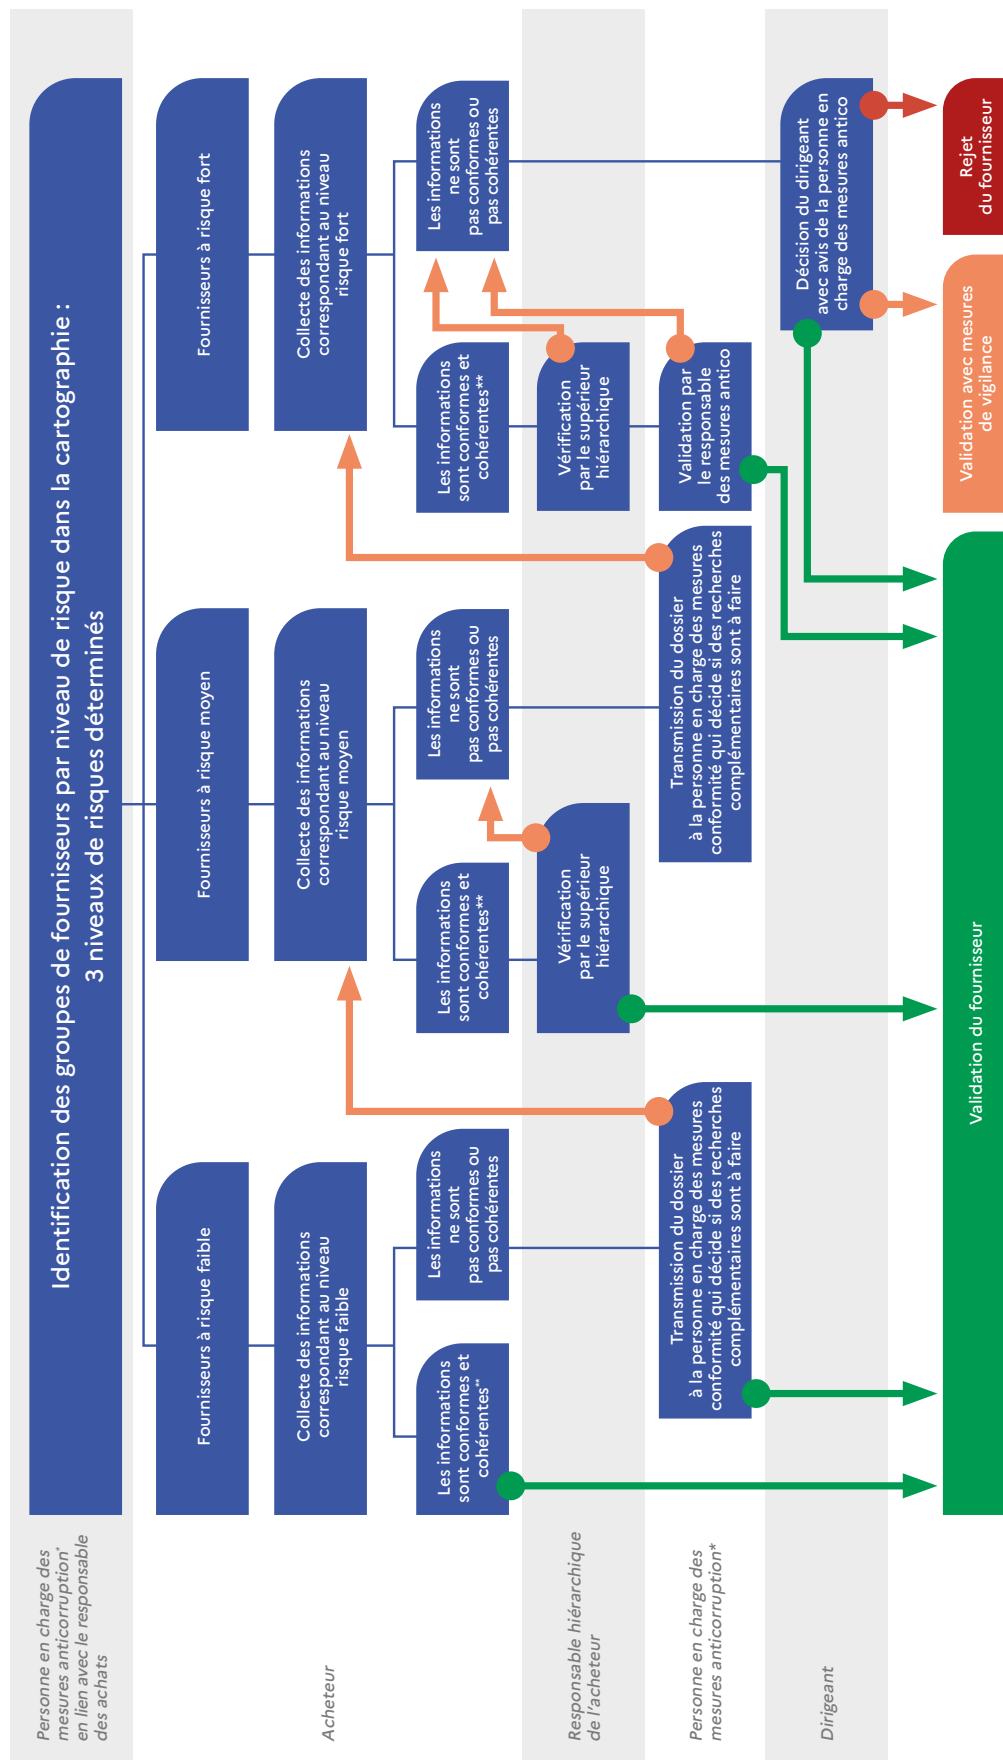 Personne en charge des
mesures anticorruption*
en lien avec le responsable
des achats
Identification des groupes de fournisseurs par niveau de risque dans la cartographie :
3 niveaux de risques déterminés
Acheteur
Fournisseurs à risque faible
Fournisseurs à risque moyen
Fournisseurs à risque fort
Collecte des informations
correspondant au niveau
risque faible
Collecte des informations
correspondant au niveau
risque moyen
Collecte des informations
correspondant au niveau
risque fort
Les informations
sont conformes et
cohérentes**
Les informations
ne sont
pas conformes ou
pas cohérentes
Les informations
sont conformes et
cohérentes**
Les informations
ne sont
pas conformes ou
pas cohérentes
Les informations
sont conformes et
cohérentes**
Les informations
ne sont
pas conformes ou
pas cohérentes
Responsable hiérarchique
de l'acheteur
Vérification
par le supérieur
hiérarchique
Vérification
par le supérieur
hiérarchique
Personne en charge des
mesures anticorruption*
Transmission du dossier
à la personne en charge des mesures
conformité qui décide si des recherches
complémentaires sont à faire
Transmission du dossier
à la personne en charge des mesures
conformité qui décide si des recherches
complémentaires sont à faire
Validation par
le responsable
des mesures antico
Dirigeant
Décision du dirigeant
avec avis de la personne en
charge des mesures antico
Validation du fournisseur
Validation avec mesures
de vigilance
Rejet
du fournisseur